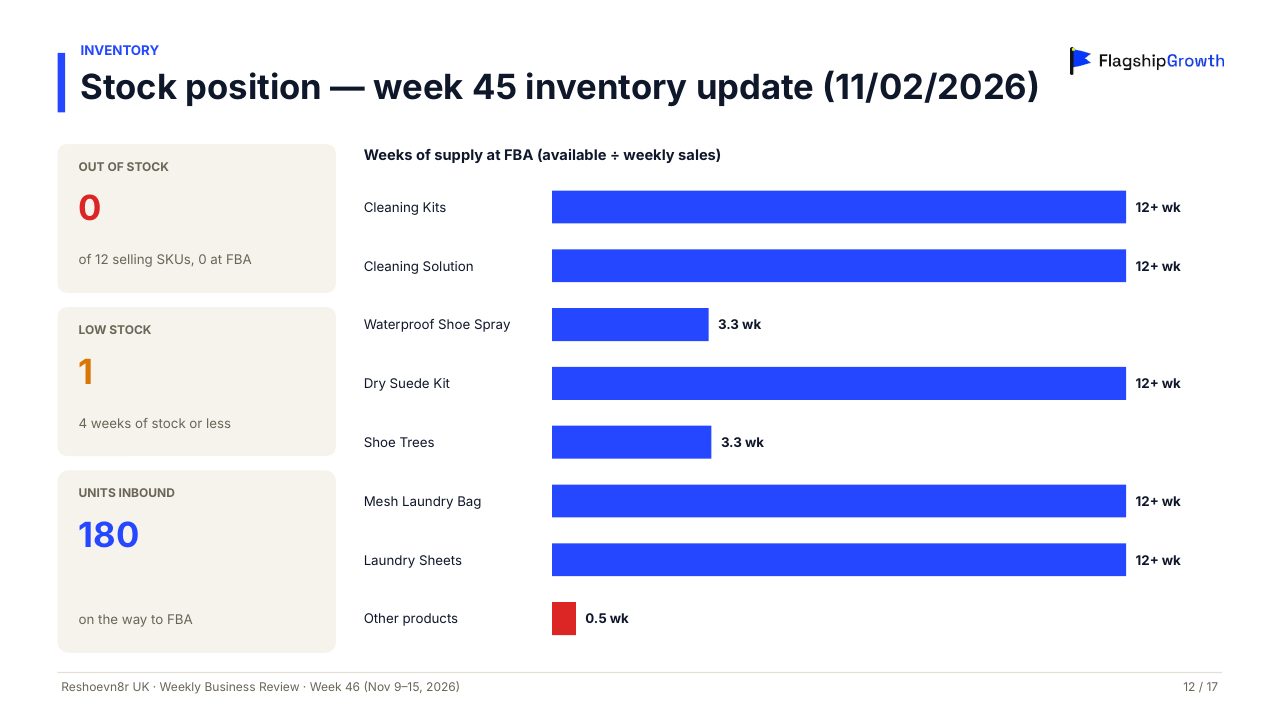 INVENTORY
Stock position — week 45 inventory update (11/02/2026)
FlagshipGrowth
OUT OF STOCK
0
of 12 selling SKUs, 0 at FBA
LOW STOCK
1
4 weeks of stock or less
UNITS INBOUND
180
on the way to FBA
Weeks of supply at FBA (available ÷ weekly sales)
Cleaning Kits 12+ wk
Cleaning Solution 12+ wk
Waterproof Shoe Spray 3.3 wk
Dry Suede Kit 12+ wk
Shoe Trees 3.3 wk
Mesh Laundry Bag 12+ wk
Laundry Sheets 12+ wk
Other products 0.5 wk
Reshoevn8r UK · Weekly Business Review · Week 46 (Nov 9–15, 2026)
12 / 17